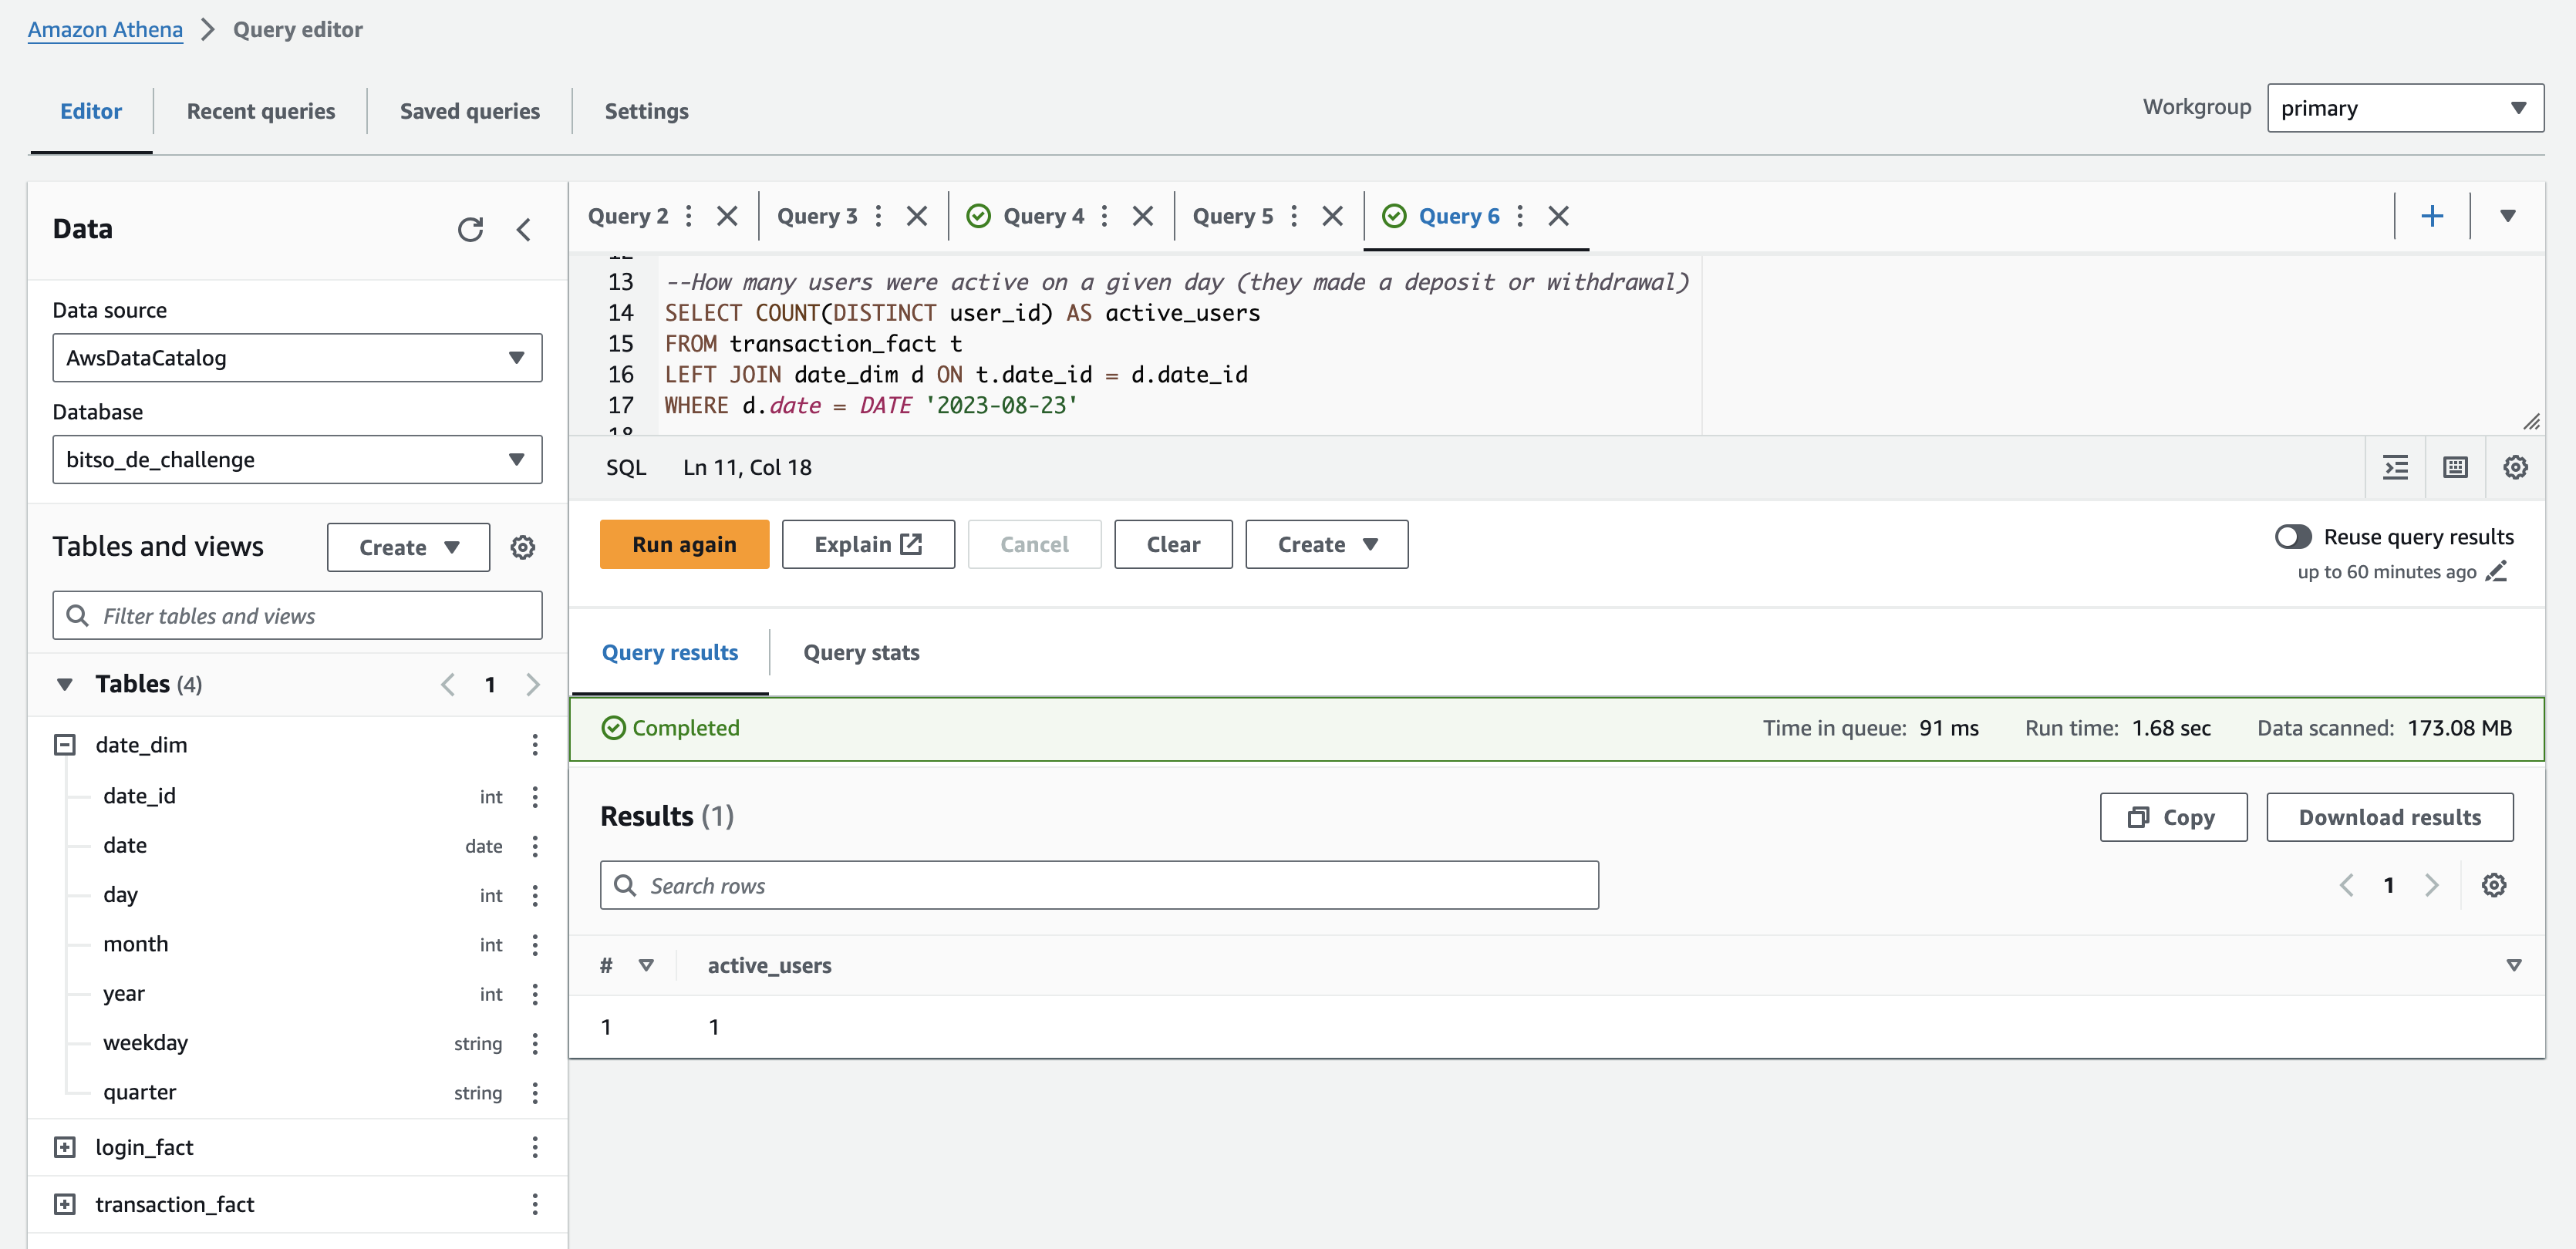 Amazon Athena > Query editor
Editor Recent queries Saved queries Settings
Workgroup primary
Data
Data source
AwsDataCatalog
Database
bitso_de_challenge
Tables and views Create
Filter tables and views
Tables (4) 1
date_dim
date_id int
date date
day int
month int
year int
weekday string
quarter string
login_fact
transaction_fact
Query 2 Query 3 Query 4 Query 5 Query 6
13 --How many users were active on a given day (they made a deposit or withdrawal)
14 SELECT COUNT(DISTINCT user_id) AS active_users
15 FROM transaction_fact t
16 LEFT JOIN date_dim d ON t.date_id = d.date_id
17 WHERE d.date = DATE '2023-08-23'
SQL Ln 11, Col 18
Run again Explain Cancel Clear Create
Reuse query results
up to 60 minutes ago
Query results Query stats
Completed Time in queue: 91 ms Run time: 1.68 sec Data scanned: 173.08 MB
Results (1) Copy Download results
Search rows 1
# active_users
1 1